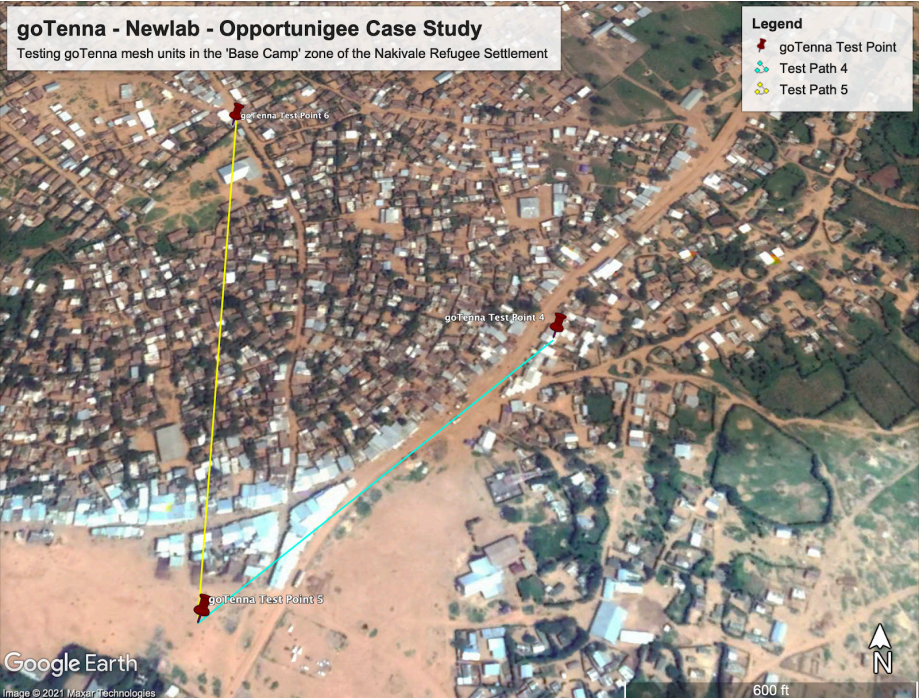 goTenna - Newlab - Opportunigee Case Study
Testing goTenna mesh units in the 'Base Camp' zone of the Nakivale Refugee Settlement
Legend
goTenna Test Point
Test Path 4
Test Path 5
goTenna Test Point 6
goTenna Test Point 4
goTenna Test Point 5
Google Earth
N
Image © 2021 Maxar Technologies
600 ft